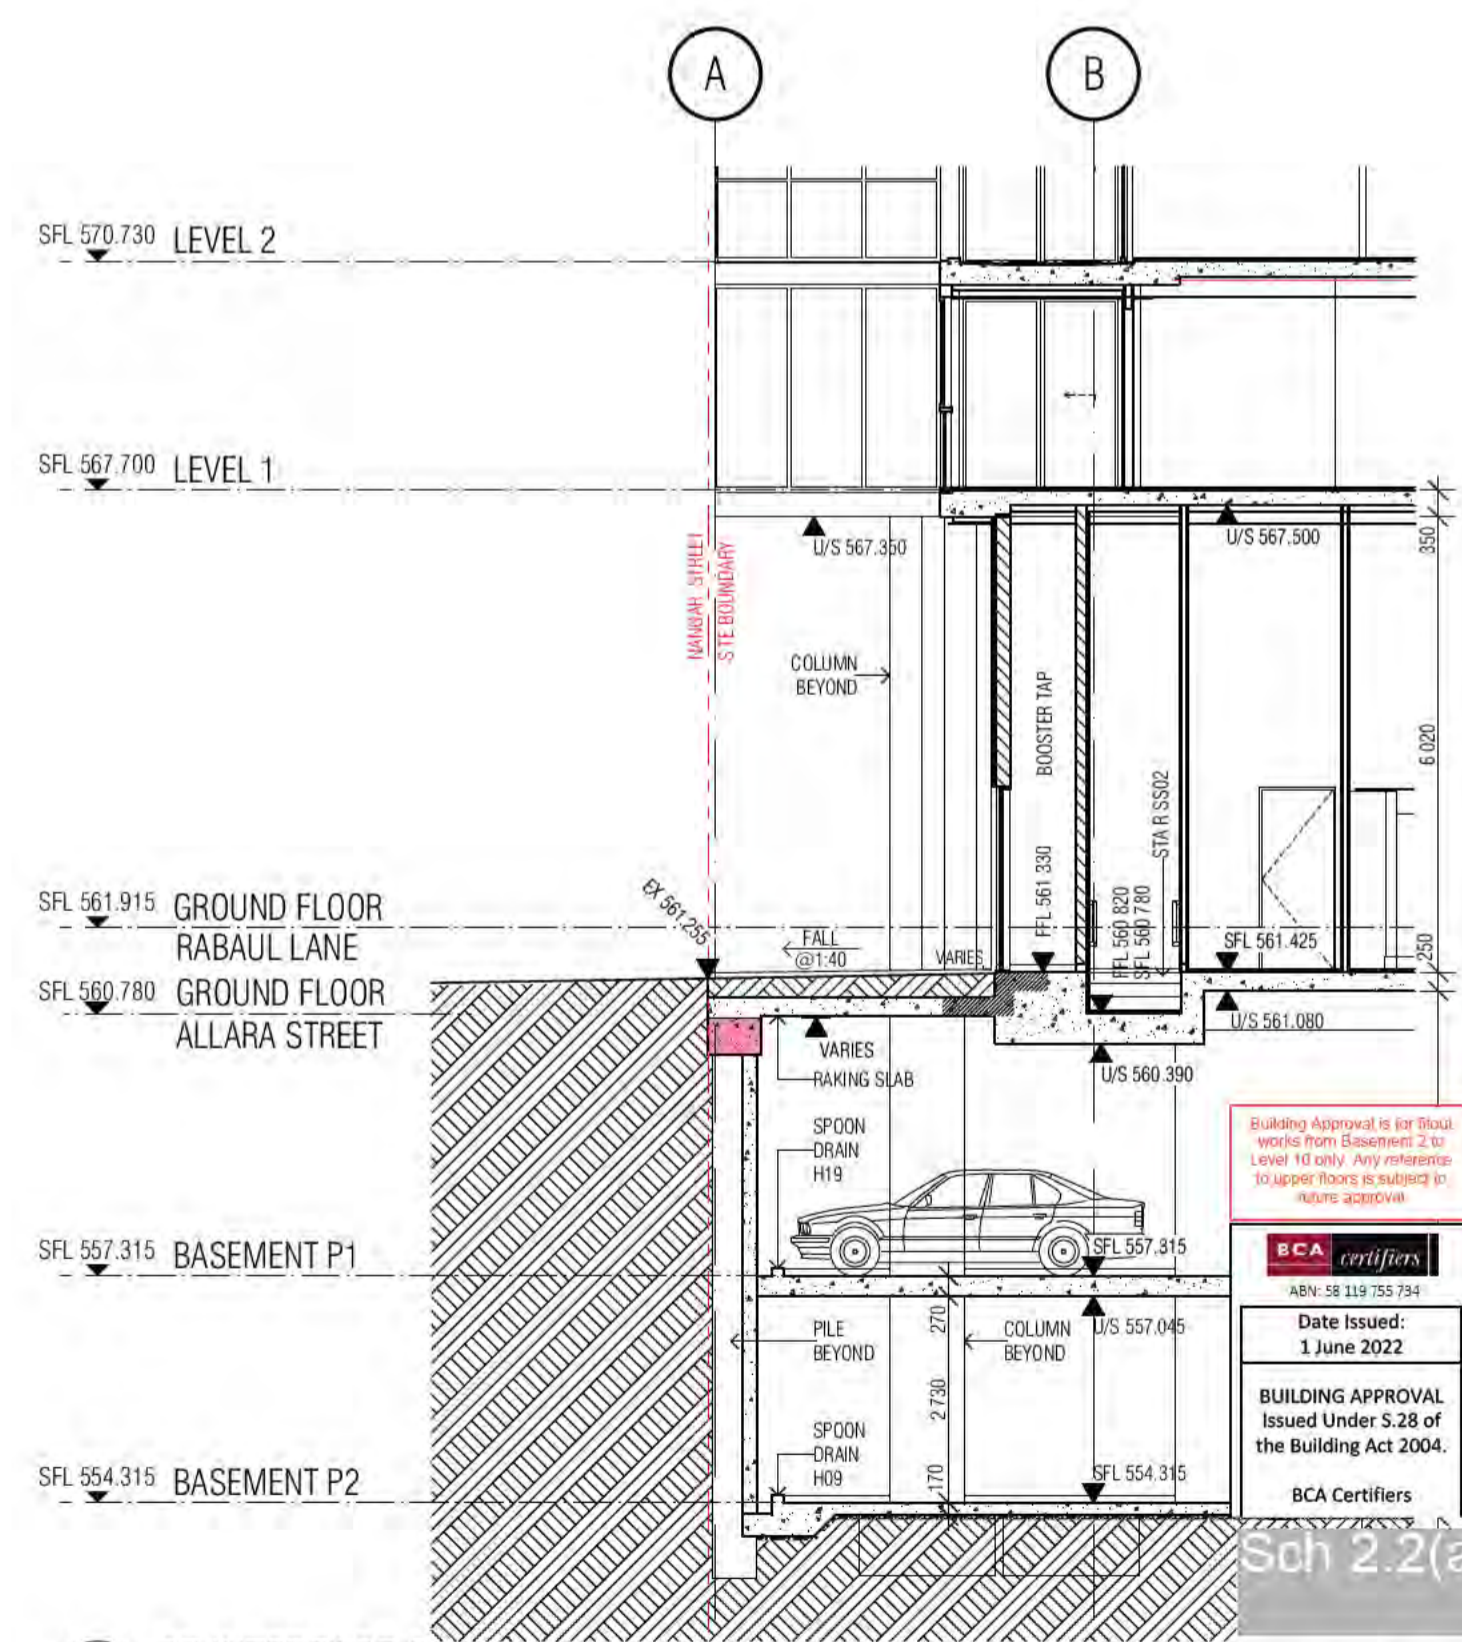 A
B
SFL 570.730 LEVEL 2
SFL 567.700 LEVEL 1
U/S 567.350
U/S 567.500
350
STREET
SITE BOUNDARY
COLUMN
BEYOND
BOOSTER TAP
6 020
STAIR SS02
FFL 561 330
FFL 560 820
SFL 560 780
EX 561.255
SFL 561.915 GROUND FLOOR
RABAUL LANE
FALL
@1:40
VARIES
SFL 561.425
250
SFL 560.780 GROUND FLOOR
ALLARA STREET
U/S 561.080
VARIES
RAKING SLAB
U/S 560.390
SPOON
DRAIN
H19
Building Approval is for fitout
works from Basement 2 to
Level 10 only. Any reference
to upper floors is subject to
future approval
SFL 557.315 BASEMENT P1
SFL 557.315
BCA certifiers
ABN: 58 119 755 734
270
PILE
BEYOND
COLUMN
BEYOND
U/S 557.045
Date Issued:
1 June 2022
2 730
BUILDING APPROVAL
Issued Under S.28 of
the Building Act 2004.
BCA Certifiers
SPOON
DRAIN
H09
170
SFL 554.315
SFL 554.315 BASEMENT P2
Sch 2.2(a